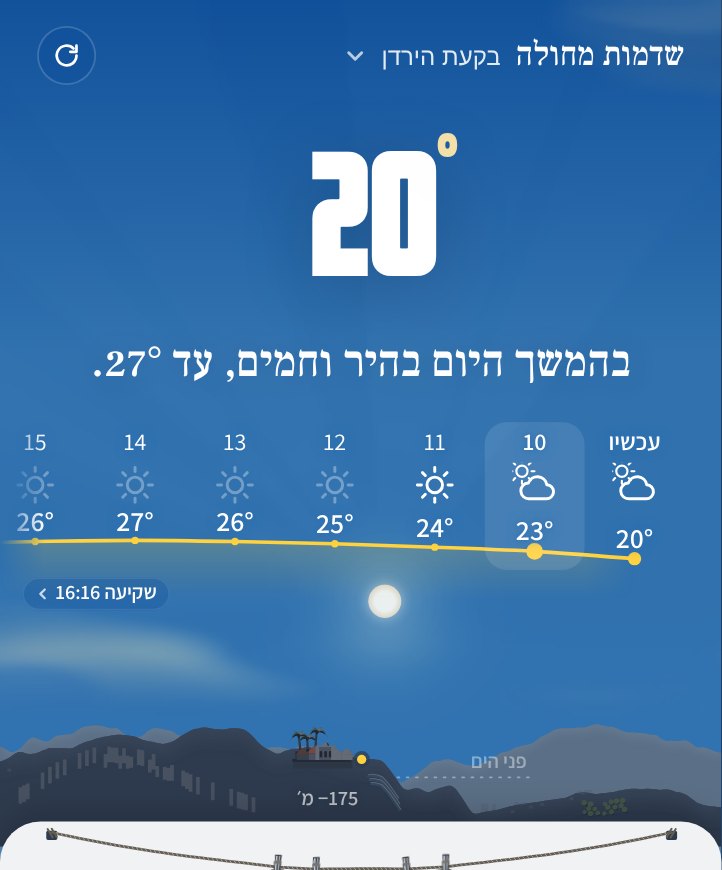 שדמות מחולה בקעת הירדן
20°
בהמשך היום בהיר וחמים, עד 27°.
עכשיו 10 11 12 13 14 15
20° 23° 24° 25° 26° 27° 26°
שקיעה 16:16
פני הים
−175 מ׳